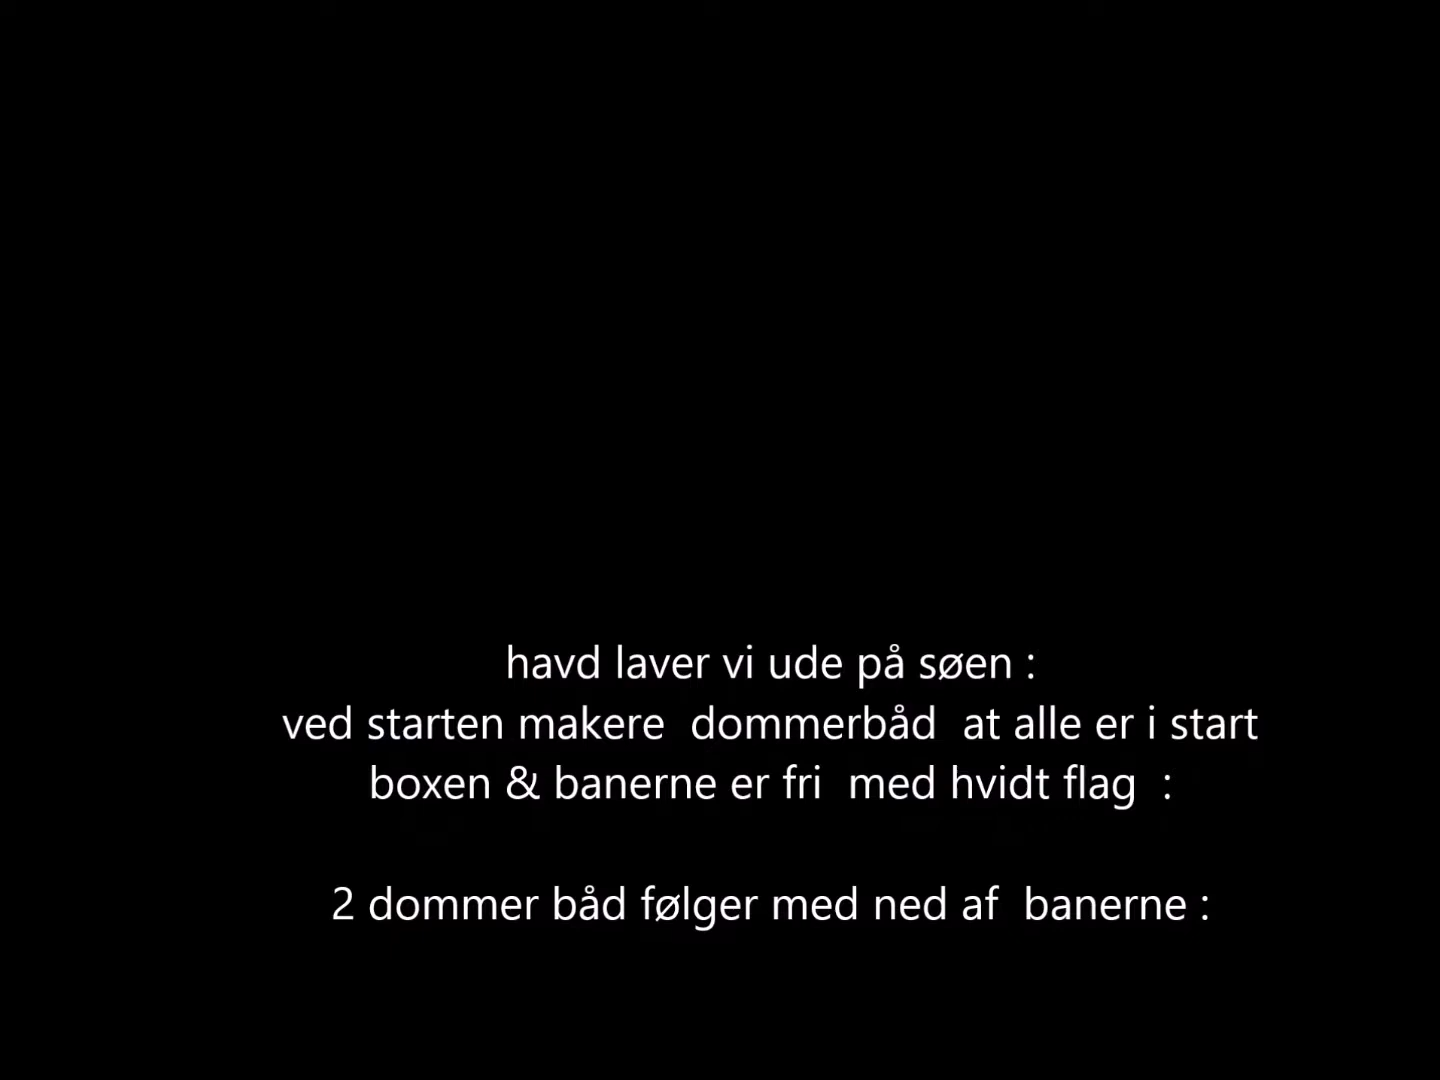 havd laver vi ude på søen :
ved starten makere  dommerbåd  at alle er i start
boxen & banerne er fri  med hvidt flag  :
2 dommer båd følger med ned af  banerne :